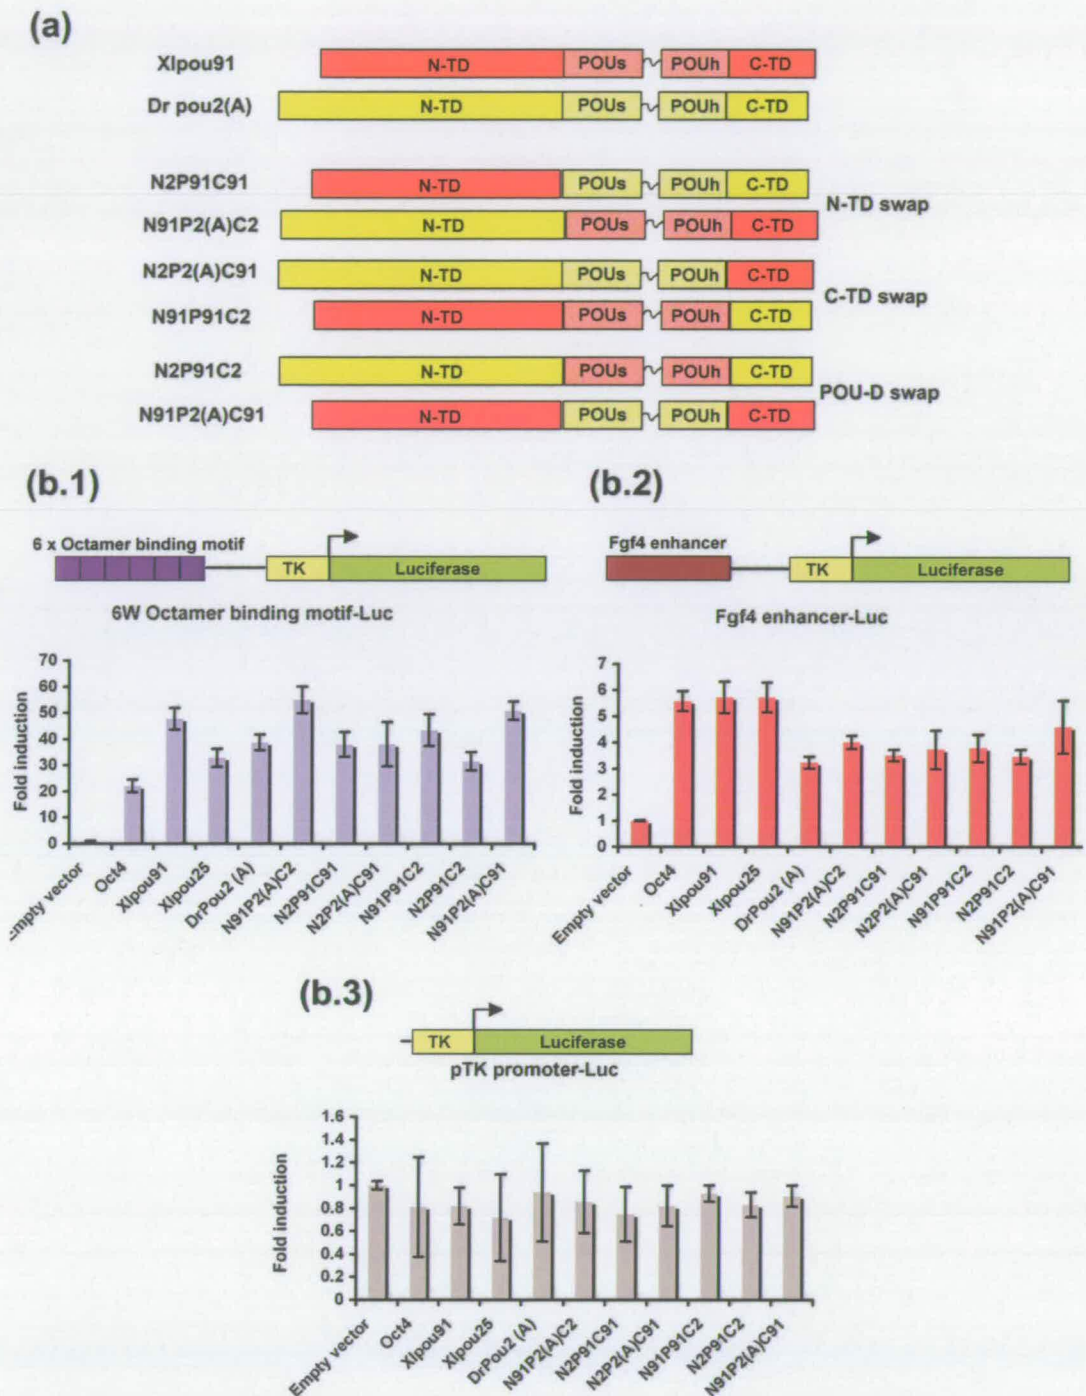 (a)
Xlpou91
N-TD POUs POUh C-TD
Dr pou2(A)
N-TD POUs POUh C-TD
N2P91C91
N-TD POUs POUh C-TD
N-TD swap
N91P2(A)C2
N-TD POUs POUh C-TD
N2P2(A)C91
N-TD POUs POUh C-TD
C-TD swap
N91P91C2
N-TD POUs POUh C-TD
N2P91C2
N-TD POUs POUh C-TD
POU-D swap
N91P2(A)C91
N-TD POUs POUh C-TD
(b.1)
6 x Octamer binding motif
TK Luciferase
6W Octamer binding motif-Luc
Fold induction
70
60
50
40
30
20
10
0
Empty vector
Oct4
Xlpou91
Xlpou25
DrPou2 (A)
N91P2(A)C2
N2P91C91
N2P2(A)C91
N91P91C2
N2P91C2
N91P2(A)C91
(b.2)
Fgf4 enhancer
TK Luciferase
Fgf4 enhancer-Luc
Fold induction
7
6
5
4
3
2
1
0
Empty vector
Oct4
Xlpou91
Xlpou25
DrPou2 (A)
N91P2(A)C2
N2P91C91
N2P2(A)C91
N91P91C2
N2P91C2
N91P2(A)C91
(b.3)
TK Luciferase
pTK promoter-Luc
Fold induction
1.6
1.4
1.2
1
0.8
0.6
0.4
0.2
0
Empty vector
Oct4
Xlpou91
Xlpou25
DrPou2 (A)
N91P2(A)C2
N2P91C91
N2P2(A)C91
N91P91C2
N2P91C2
N91P2(A)C91